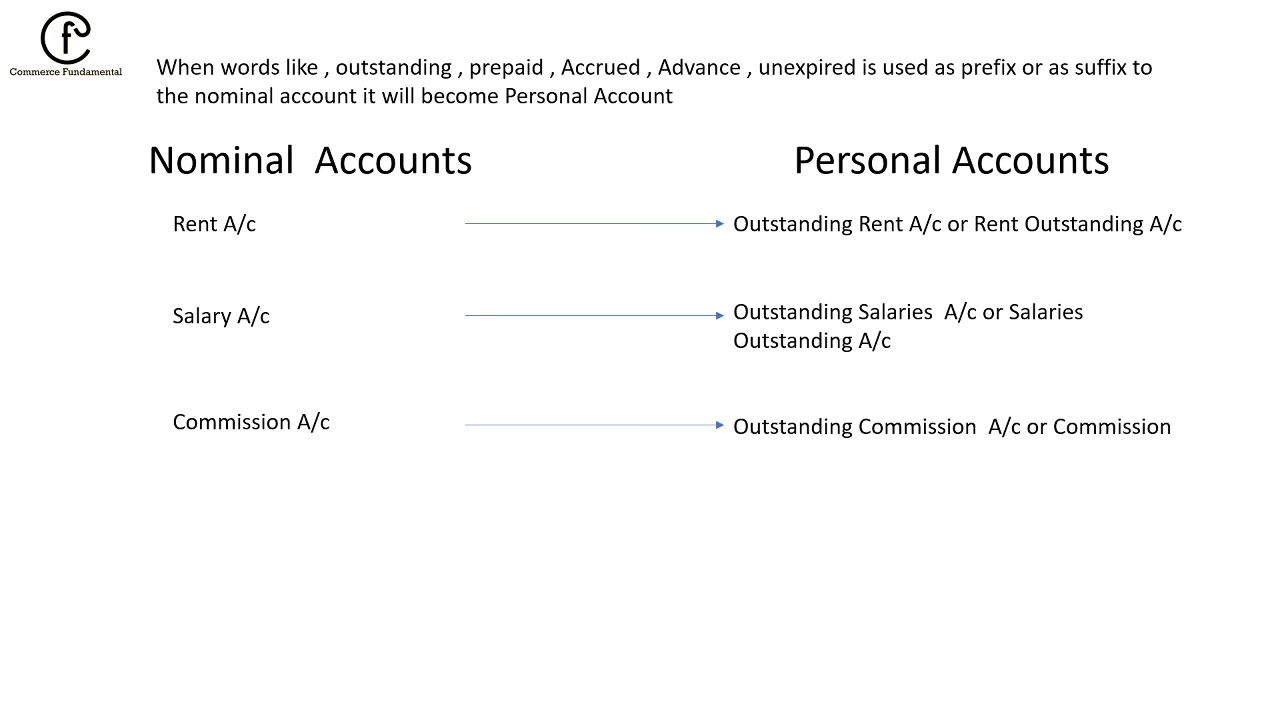 Commerce Fundamental
When words like , outstanding , prepaid , Accrued , Advance , unexpired is used as prefix or as suffix to
the nominal account it will become Personal Account
Nominal  Accounts
Personal Accounts
Rent A/c
Outstanding Rent A/c or Rent Outstanding A/c
Salary A/c
Outstanding Salaries  A/c or Salaries
Outstanding A/c
Commission A/c
Outstanding Commission  A/c or Commission